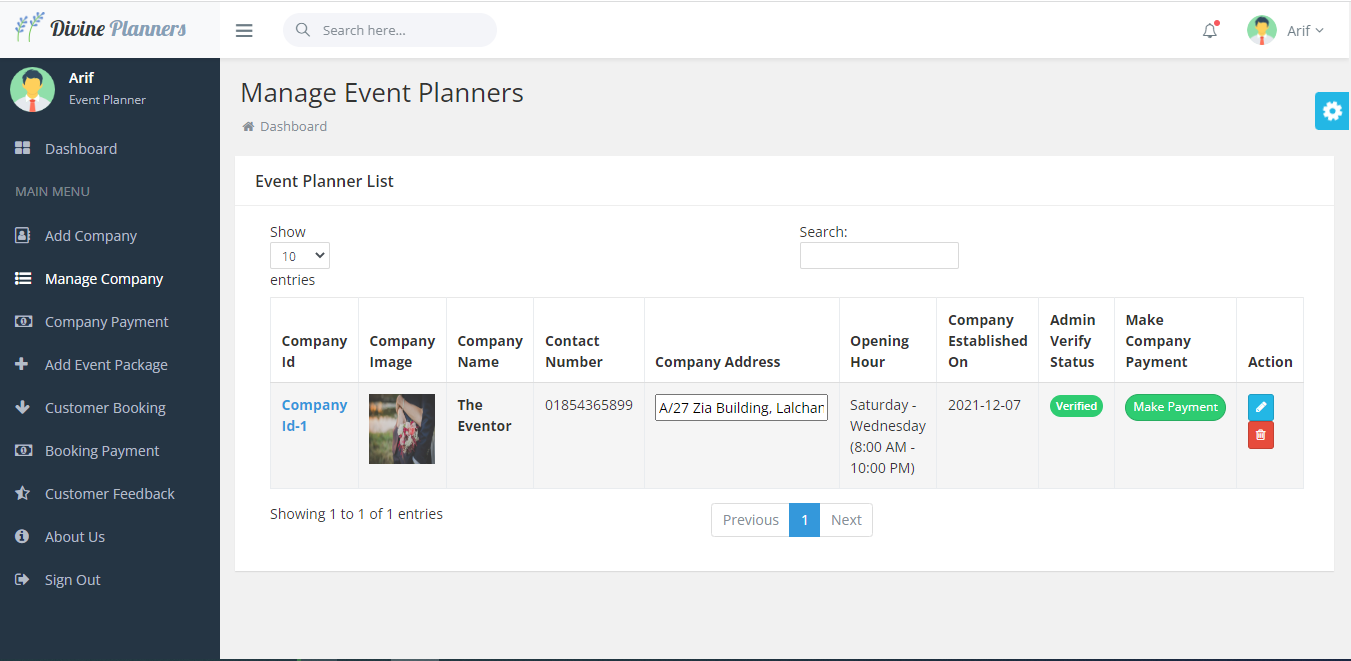 Divine Planners
Search here...
Arif
Arif
Event Planner
Dashboard
MAIN MENU
Add Company
Manage Company
Company Payment
Add Event Package
Customer Booking
Booking Payment
Customer Feedback
About Us
Sign Out
Manage Event Planners
Dashboard
Event Planner List
Show
10
entries
Search:
Company
Id
Company
Image
Company
Name
Contact
Number
Company Address
Opening
Hour
Company
Established
On
Admin
Verify
Status
Make
Company
Payment
Action
Company
Id-1
The
Eventor
01854365899
A/27 Zia Building, Lalchan
Saturday -
Wednesday
(8:00 AM -
10:00 PM)
2021-12-07
Verified
Make Payment
Showing 1 to 1 of 1 entries
Previous
1
Next